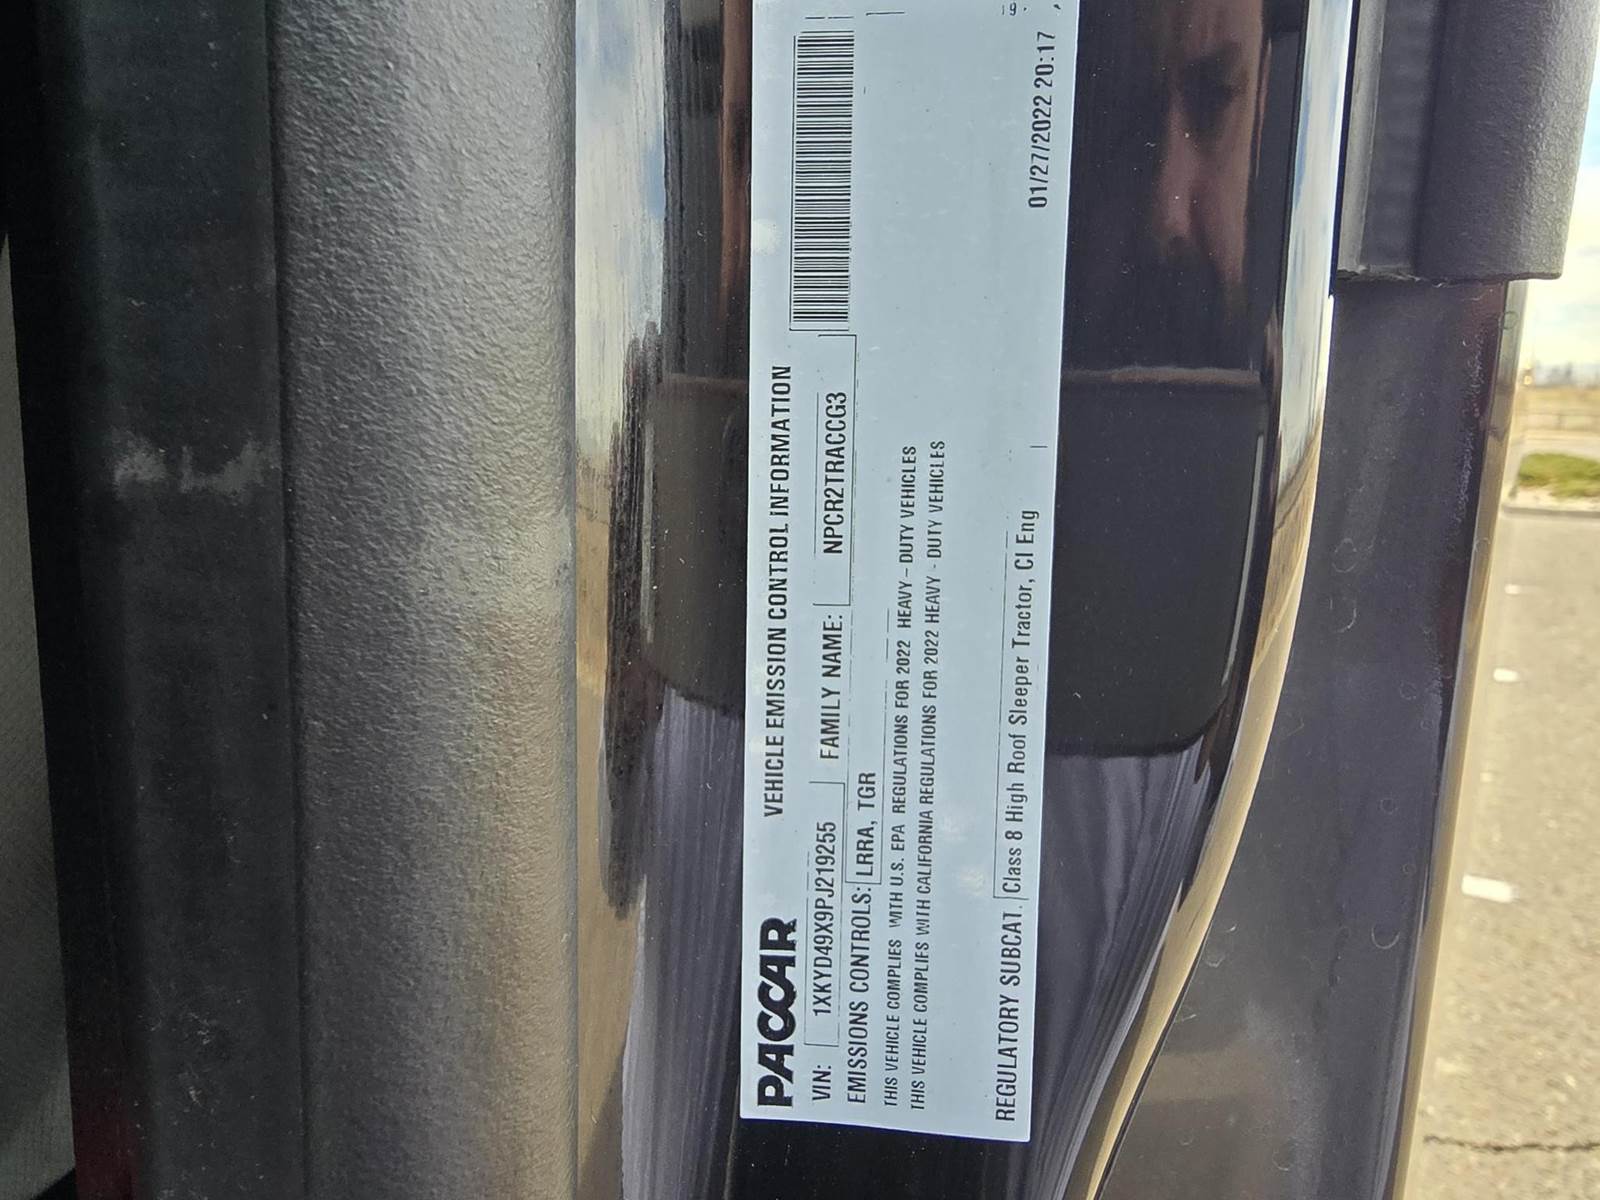 PACCAR VEHICLE EMISSION CONTROL INFORMATION
VIN: 1XKYD49X9PJ219255 FAMILY NAME: NPCR2TRACCG3
EMISSIONS CONTROLS: LRRA, TGR
THIS VEHICLE COMPLIES WITH U.S. EPA REGULATIONS FOR 2022 HEAVY – DUTY VEHICLES
THIS VEHICLE COMPLIES WITH CALIFORNIA REGULATIONS FOR 2022 HEAVY - DUTY VEHICLES
REGULATORY SUBCAT. Class 8 High Roof Sleeper Tractor, CI Eng 01/27/2022 20:17